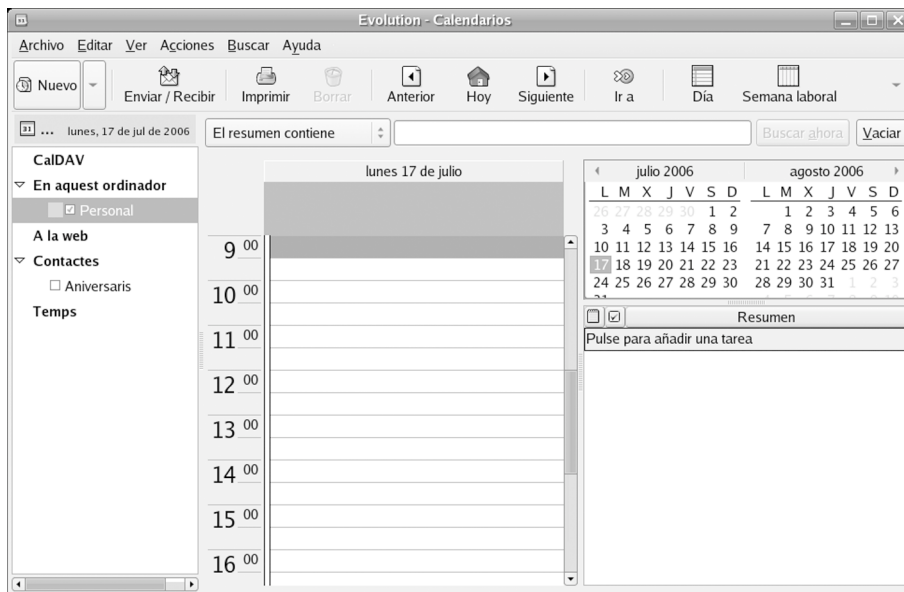 Evolution - Calendarios
Archivo Editar Ver Acciones Buscar Ayuda
Nuevo Enviar / Recibir Imprimir Borrar Anterior Hoy Siguiente Ir a Día Semana laboral
31 ... lunes, 17 de jul de 2006 El resumen contiene Buscar ahora Vaciar
CalDAV
En aquest ordinador
Personal
A la web
Contactes
Aniversaris
Temps
lunes 17 de julio
9 00
10 00
11 00
12 00
13 00
14 00
15 00
16 00
julio 2006 agosto 2006
L M X J V S D L M X J V S D
26 27 28 29 30 1 2 1 2 3 4 5 6
3 4 5 6 7 8 9 7 8 9 10 11 12 13
10 11 12 13 14 15 16 14 15 16 17 18 19 20
17 18 19 20 21 22 23 21 22 23 24 25 26 27
24 25 26 27 28 29 30 28 29 30 31 1 2 3
Resumen
Pulse para añadir una tarea